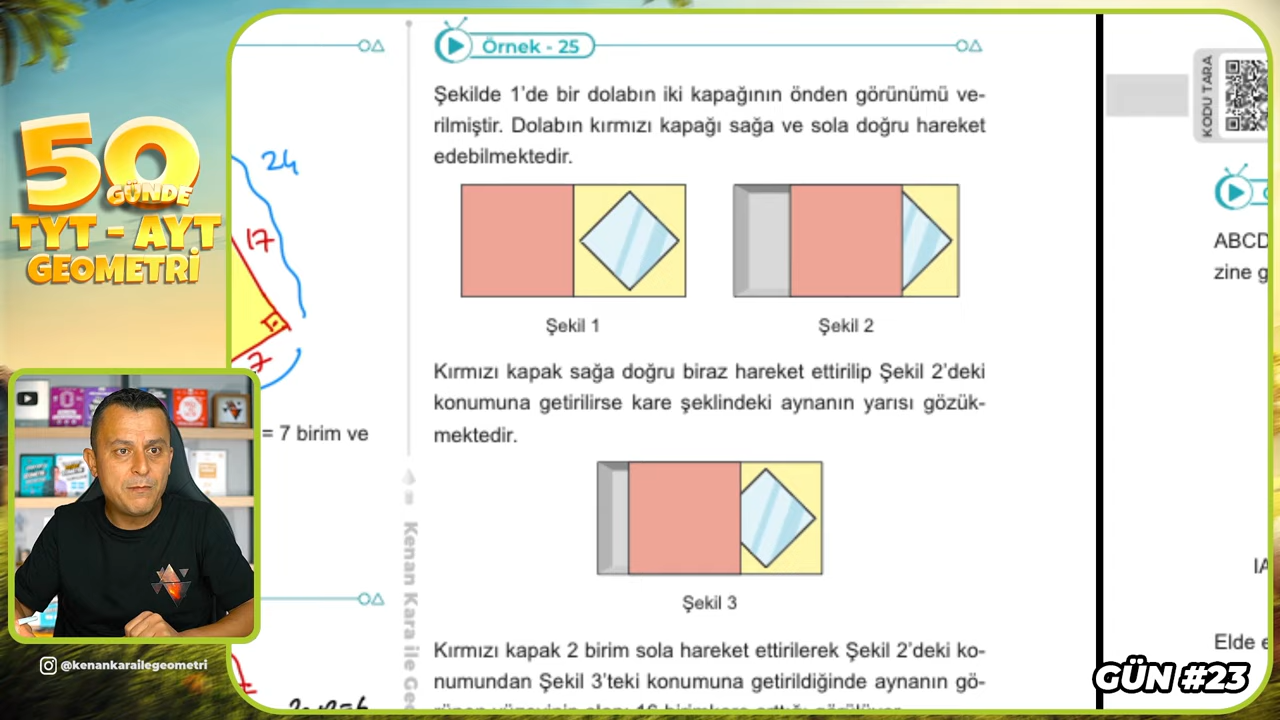 50
GÜNDE
TYT - AYT
GEOMETRİ
24
17
7
= 7 birim ve
Örnek - 25
Şekilde 1'de bir dolabın iki kapağının önden görünümü ve-
rilmiştir. Dolabın kırmızı kapağı sağa ve sola doğru hareket
edebilmektedir.
Şekil 1
Şekil 2
Kırmızı kapak sağa doğru biraz hareket ettirilip Şekil 2'deki
konumuna getirilirse kare şeklindeki aynanın yarısı gözük-
mektedir.
Şekil 3
Kırmızı kapak 2 birim sola hareket ettirilerek Şekil 2'deki ko-
numundan Şekil 3'teki konumuna getirildiğinde aynanın gö-
Kenan Kara ile Ge
KODU TARA
ABCD
zine g
Elde e
@kenankarailegeometri
GÜN #23